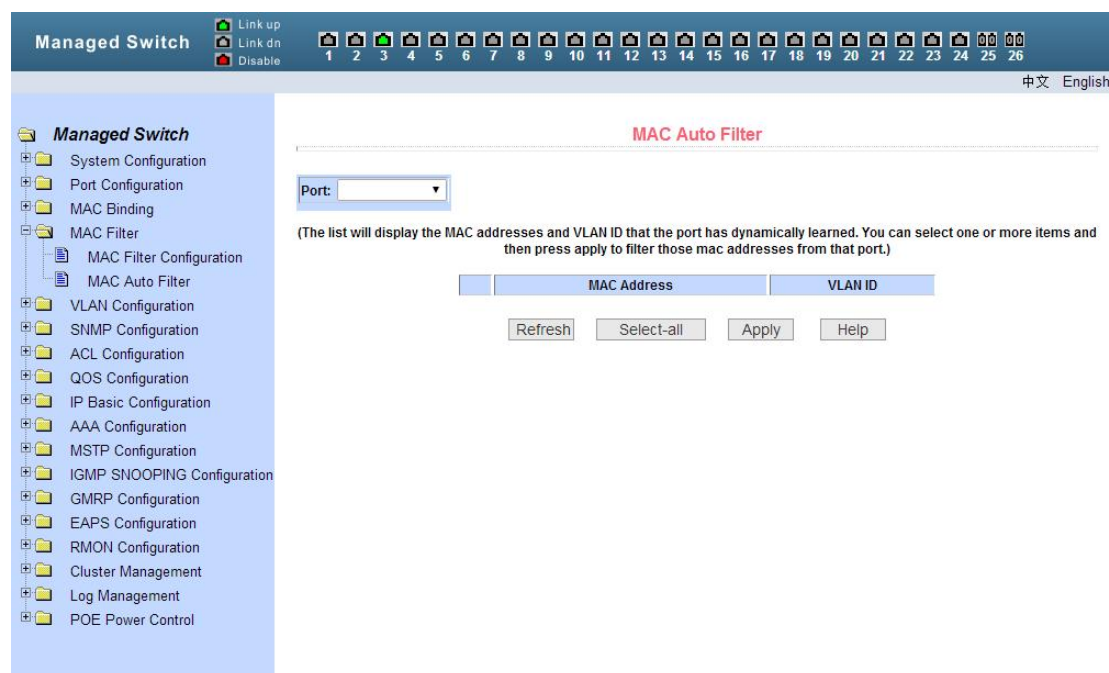 Managed Switch
Link up
Link dn
Disable
1 2 3 4 5 6 7 8 9 10 11 12 13 14 15 16 17 18 19 20 21 22 23 24 25 26
中文 English
Managed Switch
System Configuration
Port Configuration
MAC Binding
MAC Filter
MAC Filter Configuration
MAC Auto Filter
VLAN Configuration
SNMP Configuration
ACL Configuration
QOS Configuration
IP Basic Configuration
AAA Configuration
MSTP Configuration
IGMP SNOOPING Configuration
GMRP Configuration
EAPS Configuration
RMON Configuration
Cluster Management
Log Management
POE Power Control
MAC Auto Filter
Port:
(The list will display the MAC addresses and VLAN ID that the port has dynamically learned. You can select one or more items and
then press apply to filter those mac addresses from that port.)
MAC Address VLAN ID
Refresh Select-all Apply Help